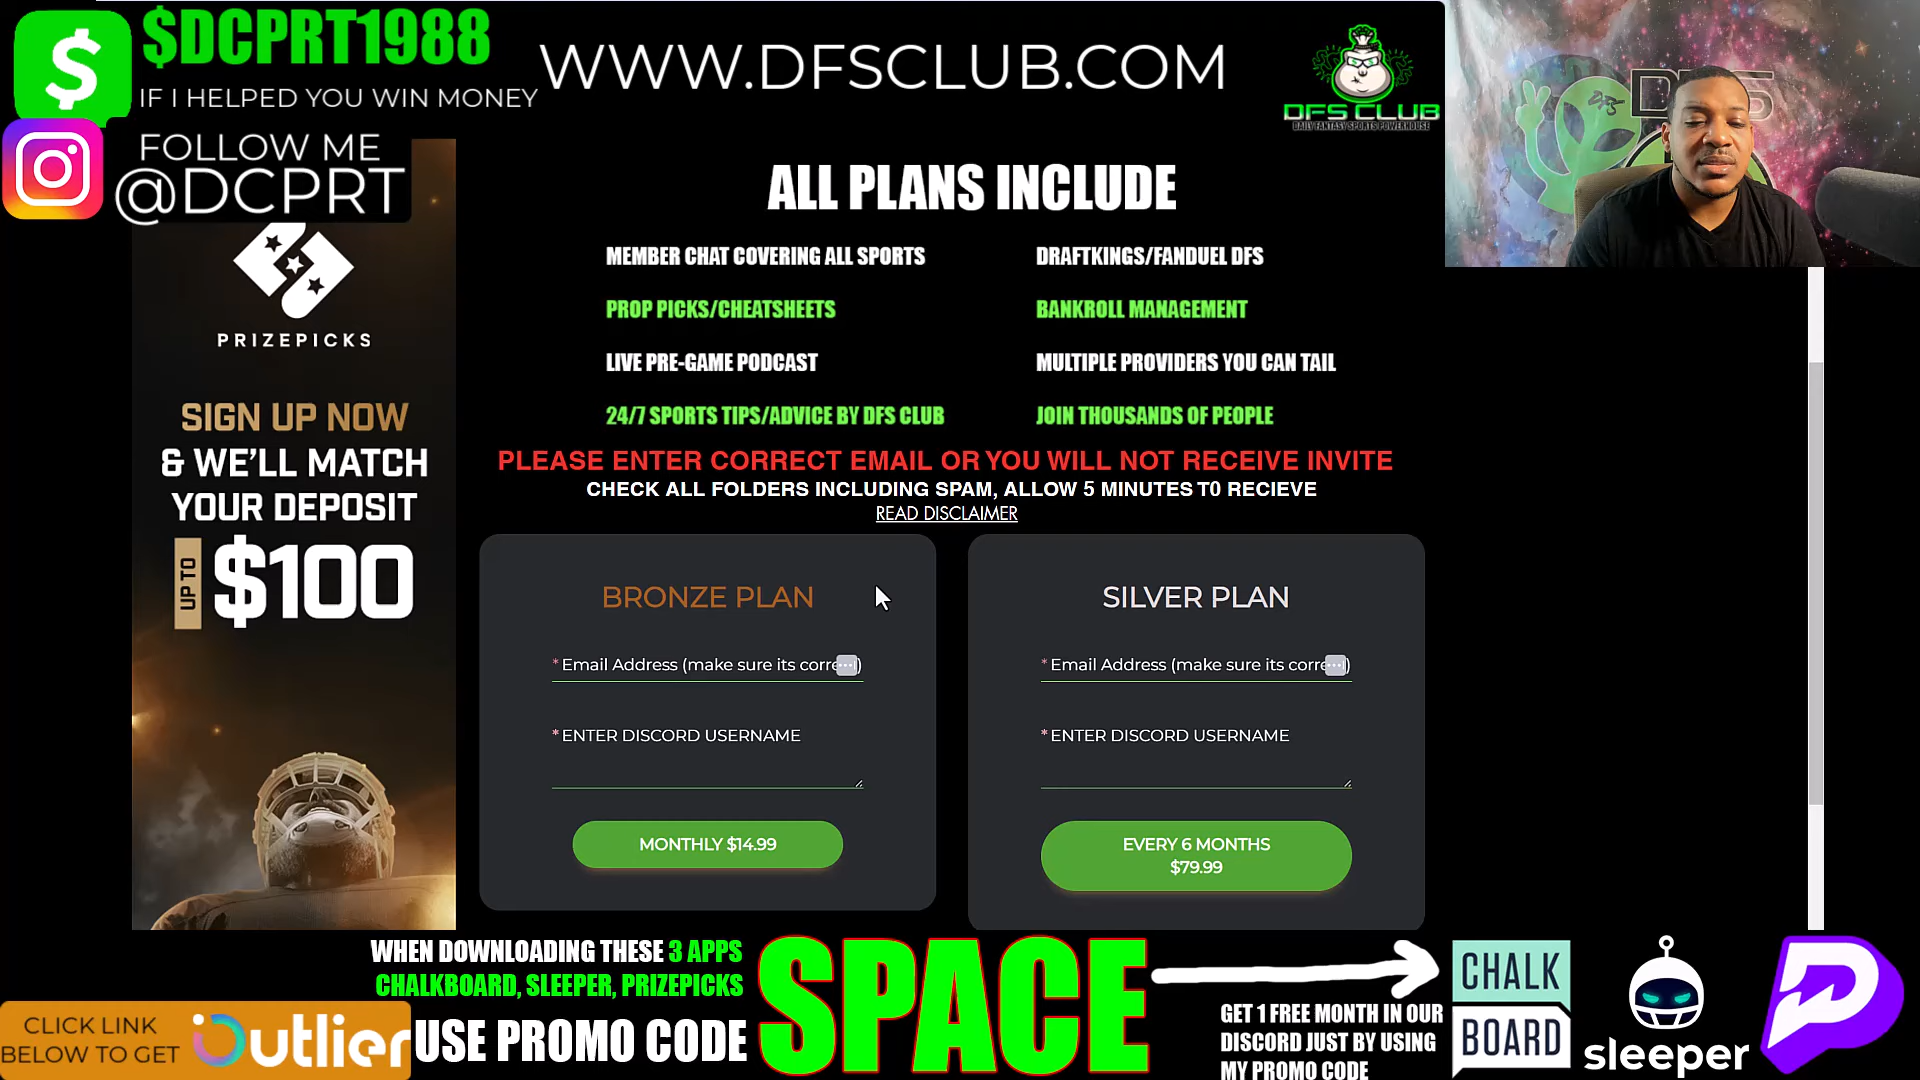 $DCPRT1988
IF I HELPED YOU WIN MONEY
WWW.DFSCLUB.COM
DFS CLUB
DAILY FANTASY SPORTS POWERHOUSE
FOLLOW ME
@DCPRT
DFS
DFS
PRIZEPICKS
SIGN UP NOW
& WE'LL MATCH
YOUR DEPOSIT
UP TO
$100
ALL PLANS INCLUDE
MEMBER CHAT COVERING ALL SPORTS
DRAFTKINGS/FANDUEL DFS
PROP PICKS/CHEATSHEETS
BANKROLL MANAGEMENT
LIVE PRE-GAME PODCAST
MULTIPLE PROVIDERS YOU CAN TAIL
24/7 SPORTS TIPS/ADVICE BY DFS CLUB
JOIN THOUSANDS OF PEOPLE
PLEASE ENTER CORRECT EMAIL OR YOU WILL NOT RECEIVE INVITE
CHECK ALL FOLDERS INCLUDING SPAM, ALLOW 5 MINUTES T0 RECIEVE
READ DISCLAIMER
BRONZE PLAN
* Email Address (make sure its corre)
* ENTER DISCORD USERNAME
MONTHLY $14.99
SILVER PLAN
* Email Address (make sure its corre)
* ENTER DISCORD USERNAME
EVERY 6 MONTHS
$79.99
WHEN DOWNLOADING THESE 3 APPS
CHALKBOARD, SLEEPER, PRIZEPICKS
USE PROMO CODE
SPACE
CLICK LINK
BELOW TO GET
Outlier
GET 1 FREE MONTH IN OUR
DISCORD JUST BY USING
MY PROMO CODE
CHALK
BOARD
sleeper